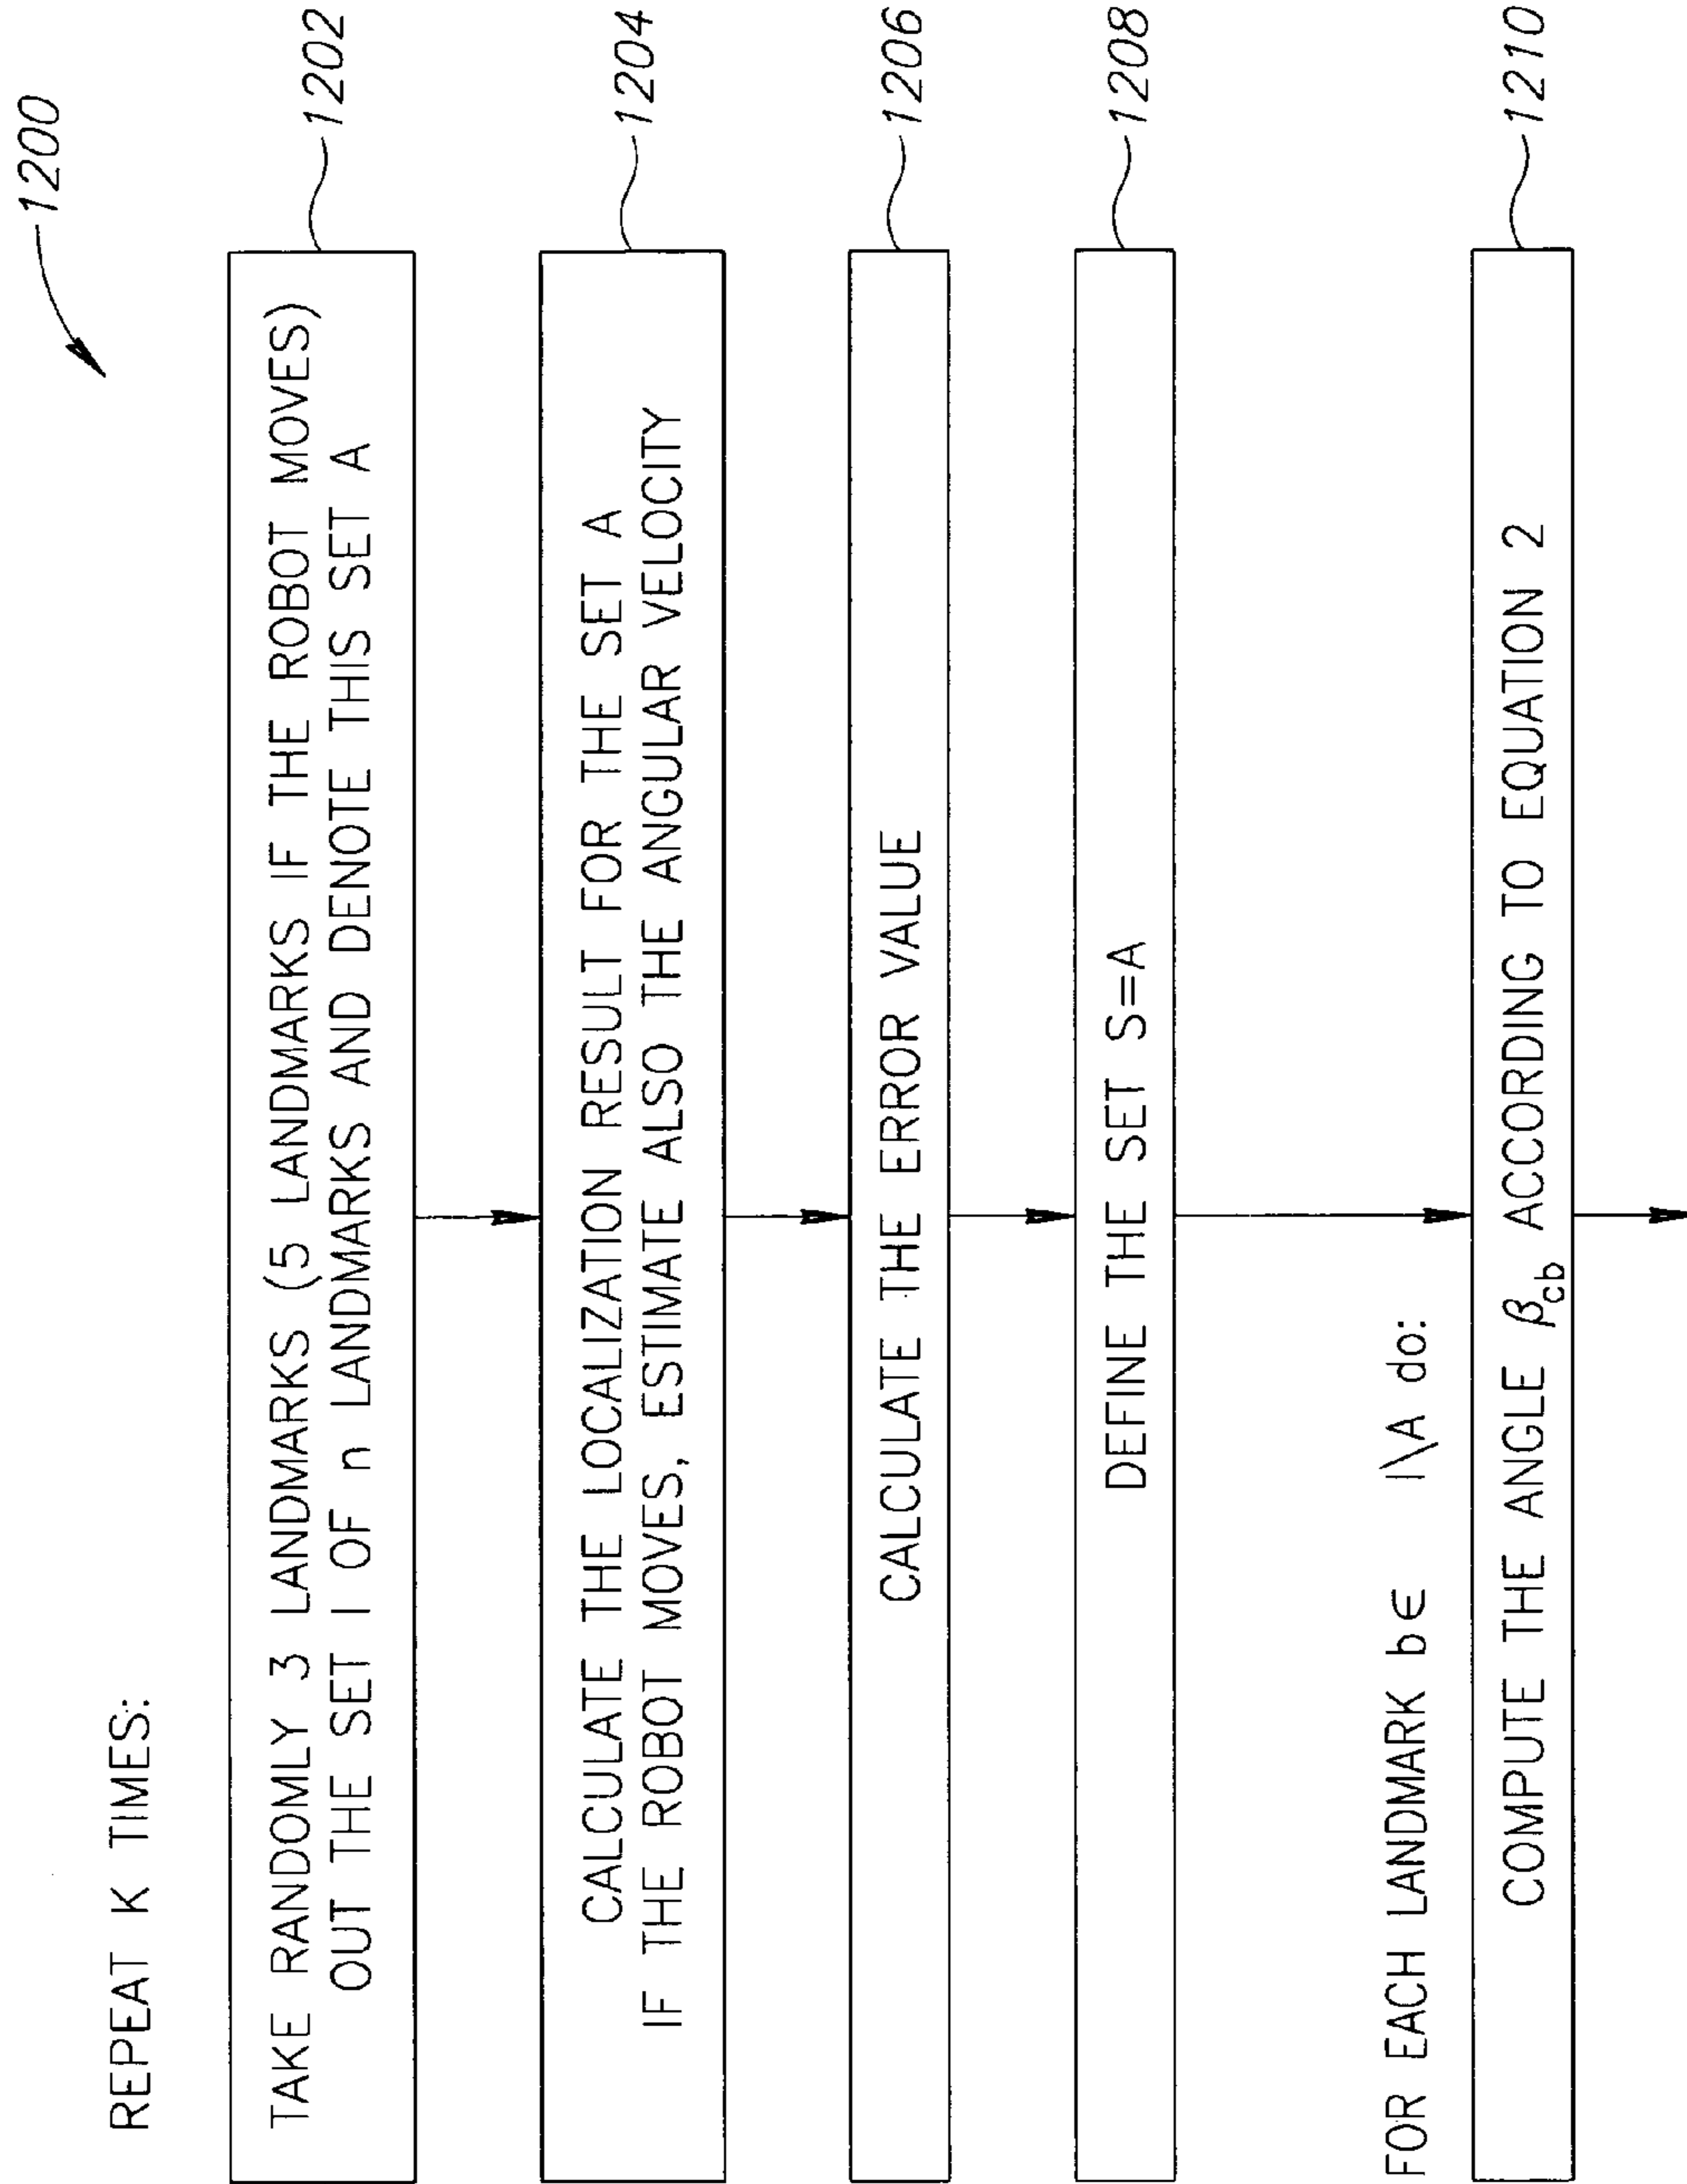 1200
REPEAT K TIMES:
TAKE RANDOMLY 3 LANDMARKS (5 LANDMARKS IF THE ROBOT MOVES)
OUT THE SET I OF n LANDMARKS AND DENOTE THIS SET A
1202
CALCULATE THE LOCALIZATION RESULT FOR THE SET A
IF THE ROBOT MOVES, ESTIMATE ALSO THE ANGULAR VELOCITY
1204
CALCULATE THE ERROR VALUE
1206
DEFINE THE SET S=A
1208
FOR EACH LANDMARK b∈ I\A do:
COMPUTE THE ANGLE β_cb ACCORDING TO EQUATION 2
1210